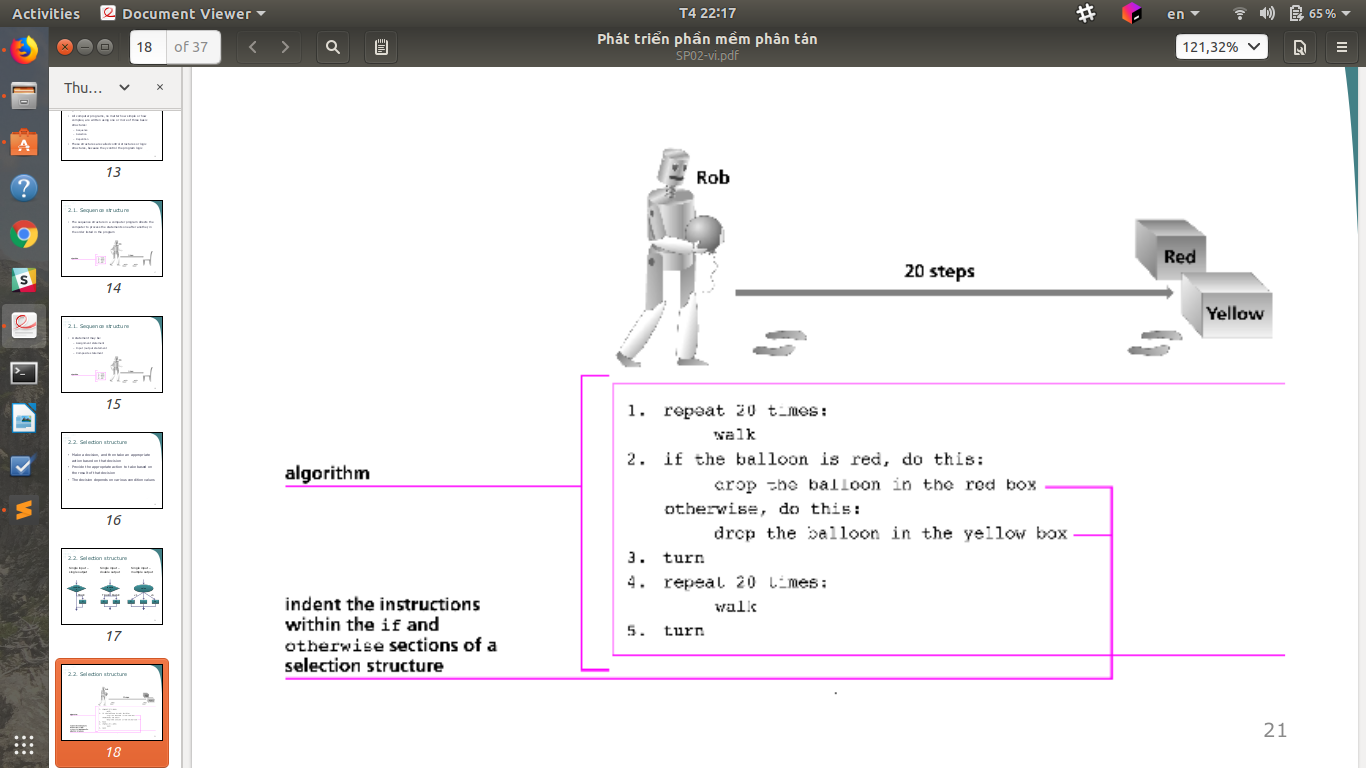 Activities
Document Viewer
T4 22:17
en
65 %
18
of 37
Phát triển phần mềm phân tán
SP02-vi.pdf
121,32%
Thu…
13
2.1. Sequence structure
14
2.1. Sequence structure
15
2.2. Selection structure
16
2.2. Selection structure
17
2.2. Selection structure
18
Rob
20 steps
Red
Yellow
algorithm
1. repeat 20 times:
walk
2. if the balloon is red, do this:
drop the balloon in the red box
otherwise, do this:
drop the balloon in the yellow box
3. turn
4. repeat 20 times:
walk
5. turn
indent the instructions
within the if and
otherwise sections of a
selection structure
21